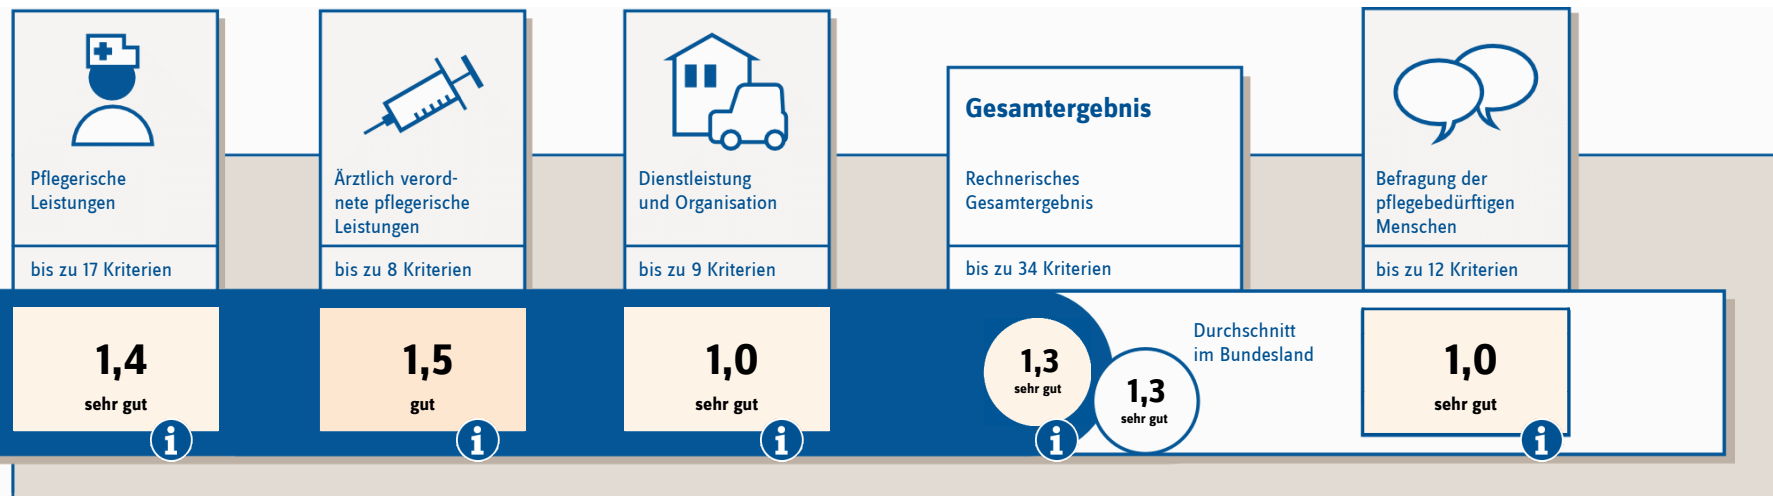 Pflegerische
Leistungen
bis zu 17 Kriterien
1,4
sehr gut
i
Ärztlich verord-
nete pflegerische
Leistungen
bis zu 8 Kriterien
1,5
gut
i
Dienstleistung
und Organisation
bis zu 9 Kriterien
1,0
sehr gut
i
Gesamtergebnis
Rechnerisches
Gesamtergebnis
bis zu 34 Kriterien
1,3
sehr gut
i
Durchschnitt
im Bundesland
1,3
sehr gut
Befragung der
pflegebedürftigen
Menschen
bis zu 12 Kriterien
1,0
sehr gut
i